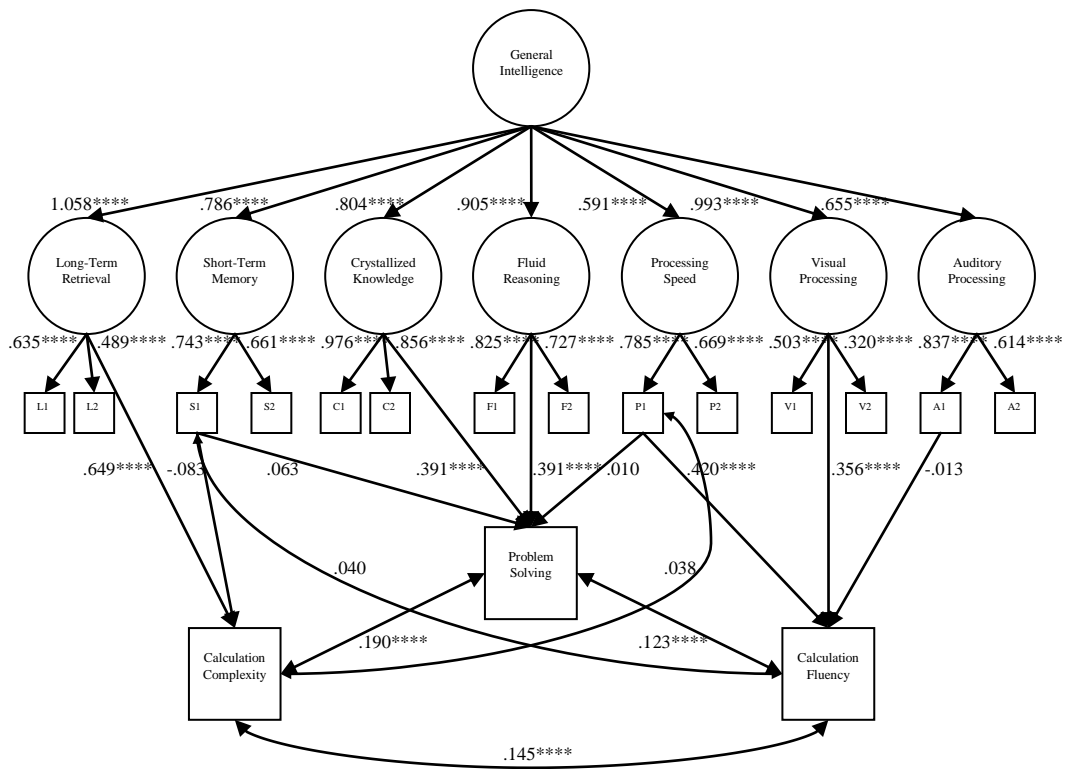 General
Intelligence
1.058**** .786**** .804**** .905**** .591**** .993**** .655****
Long-Term
Retrieval
Short-Term
Memory
Crystallized
Knowledge
Fluid
Reasoning
Processing
Speed
Visual
Processing
Auditory
Processing
.635**** .489**** .743**** .661**** .976**** .856**** .825**** .727**** .785**** .669**** .503**** .320**** .837**** .614****
L1 L2 S1 S2 C1 C2 F1 F2 P1 P2 V1 V2 A1 A2
.649**** -.083 .063 .391**** .391**** .010 .420**** .356**** -.013
Problem
Solving
.040 .038
.190**** .123****
Calculation
Complexity
Calculation
Fluency
.145****